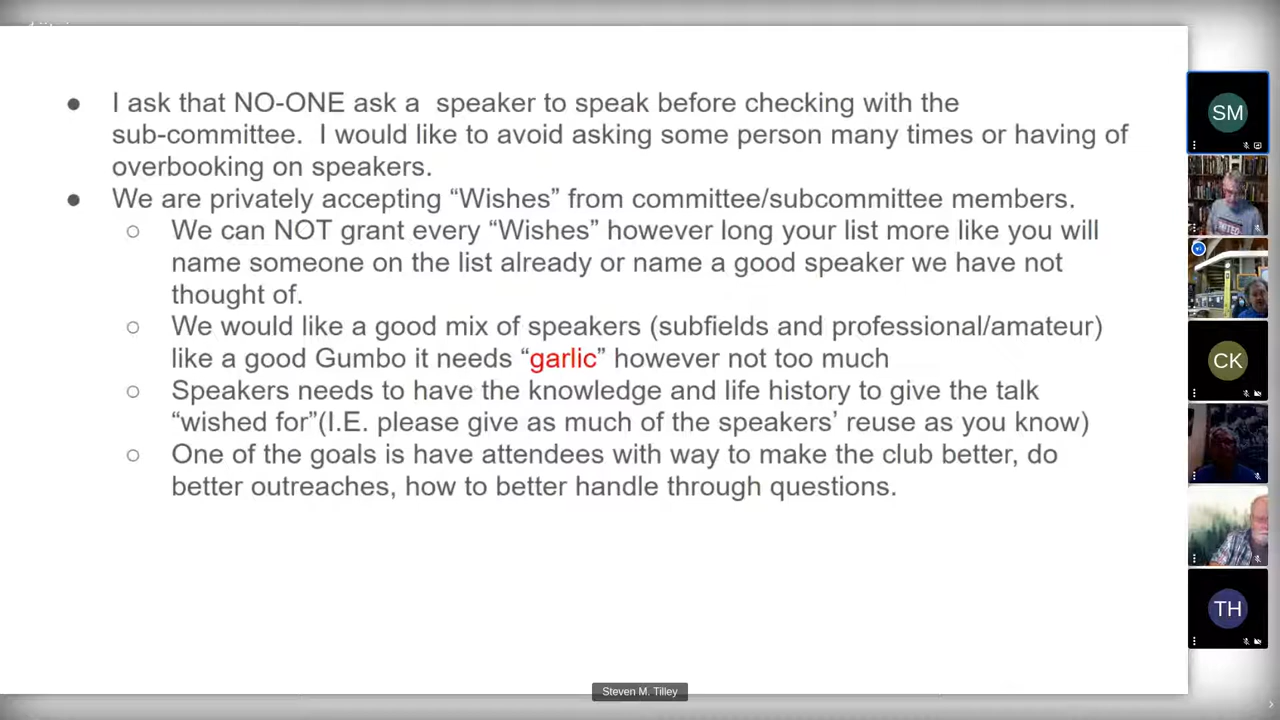 ● I ask that NO-ONE ask a  speaker to speak before checking with the
sub-committee.  I would like to avoid asking some person many times or having of
overbooking on speakers.
● We are privately accepting “Wishes” from committee/subcommittee members.
○ We can NOT grant every “Wishes” however long your list more like you will
name someone on the list already or name a good speaker we have not
thought of.
○ We would like a good mix of speakers (subfields and professional/amateur)
like a good Gumbo it needs “garlic” however not too much
○ Speakers needs to have the knowledge and life history to give the talk
“wished for”(I.E. please give as much of the speakers’ reuse as you know)
○ One of the goals is have attendees with way to make the club better, do
better outreaches, how to better handle through questions.
SM
CK
TH
Steven M. Tilley